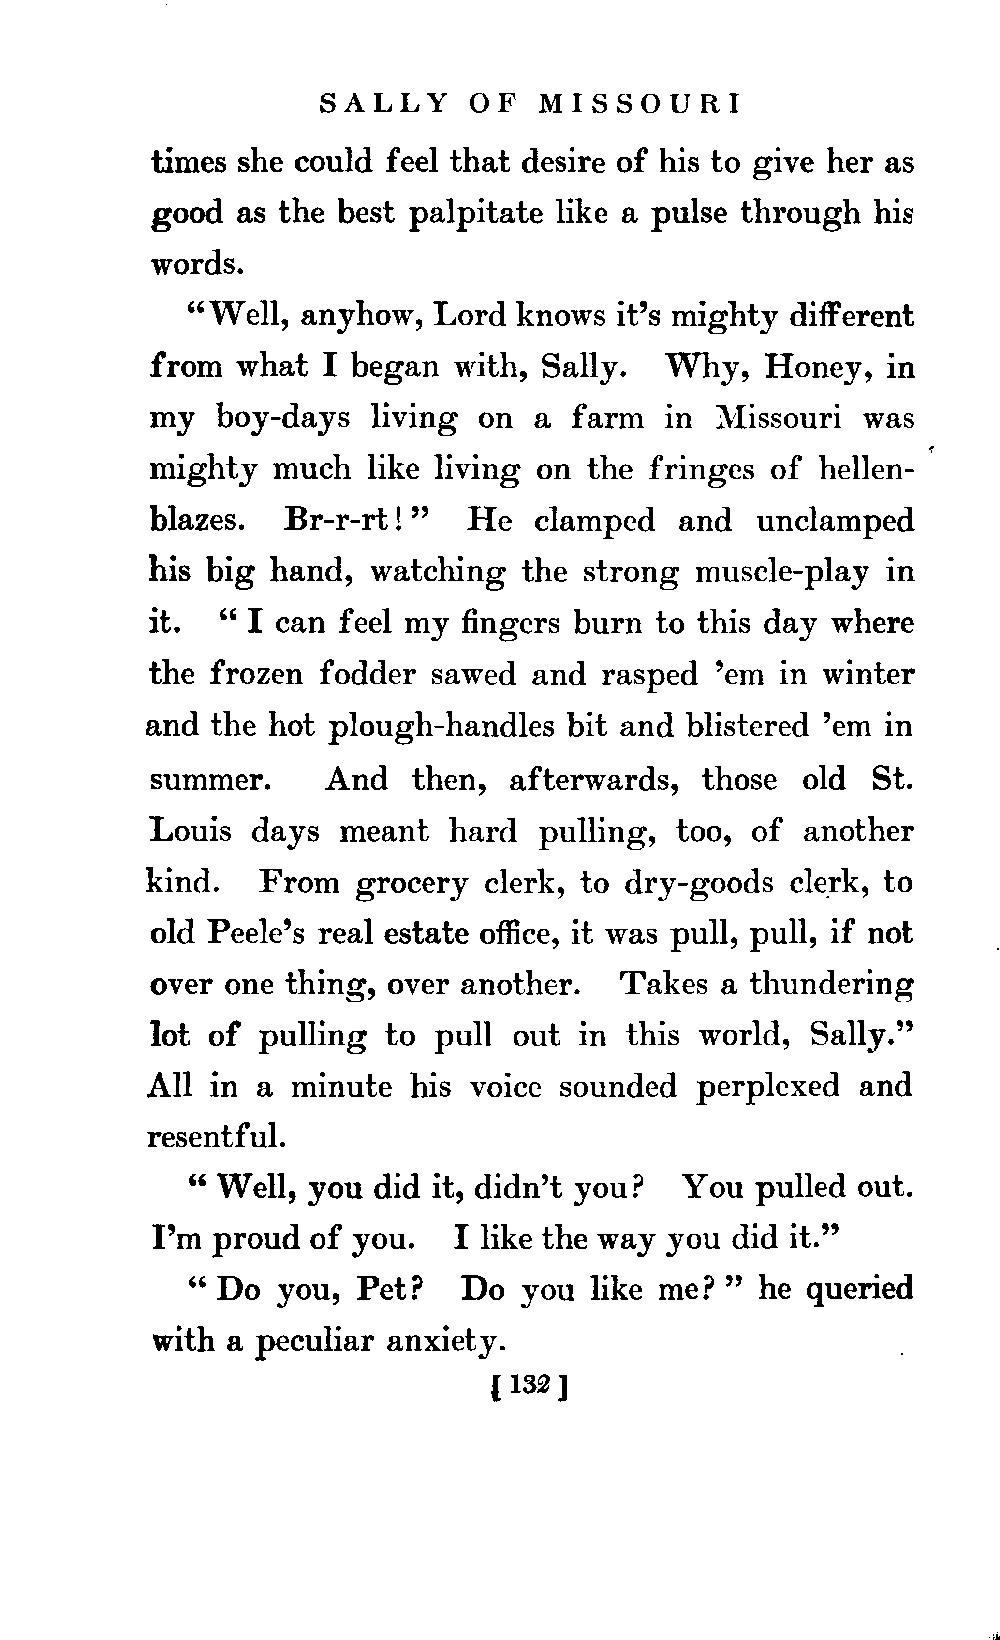 SALLY OF MISSOURI
times she could feel that desire of his to give her as
good as the best palpitate like a pulse through his
words.
"Well, anyhow, Lord knows it's mighty different
from what I began with, Sally. Why, Honey, in
my boy-days living on a farm in Missouri was
mighty much like living on the fringes of hellen-
blazes. Br-r-rt!" He clamped and unclamped
his big hand, watching the strong muscle-play in
it. "I can feel my fingers burn to this day where
the frozen fodder sawed and rasped 'em in winter
and the hot plough-handles bit and blistered 'em in
summer. And then, afterwards, those old St.
Louis days meant hard pulling, too, of another
kind. From grocery clerk, to dry-goods clerk, to
old Peele's real estate office, it was pull, pull, if not
over one thing, over another. Takes a thundering
lot of pulling to pull out in this world, Sally."
All in a minute his voice sounded perplexed and
resentful.
"Well, you did it, didn't you? You pulled out.
I'm proud of you. I like the way you did it."
"Do you, Pet? Do you like me?" he queried
with a peculiar anxiety.
[132]